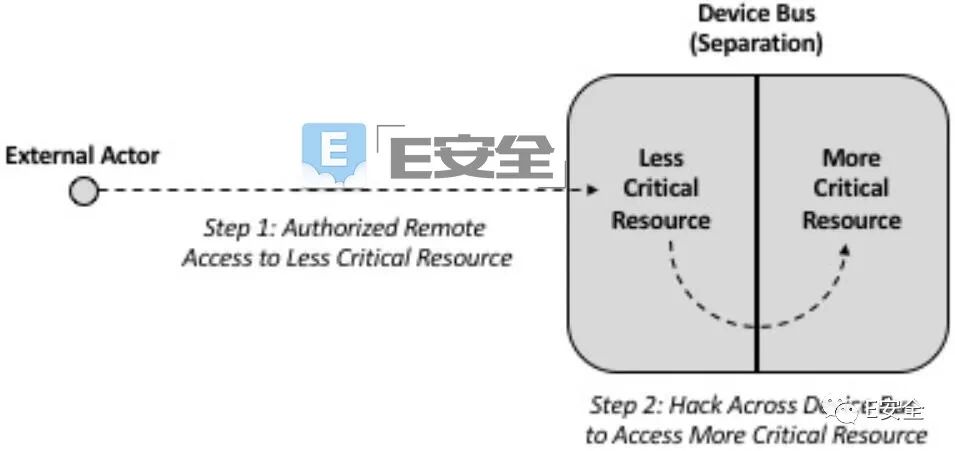 Device Bus
(Separation)
E「E安全」
External Actor
Less
Critical
Resource
More
Critical
Resource
Step 1: Authorized Remote
Access to Less Critical Resource
Step 2: Hack Across Device Bus
to Access More Critical Resource
E安全